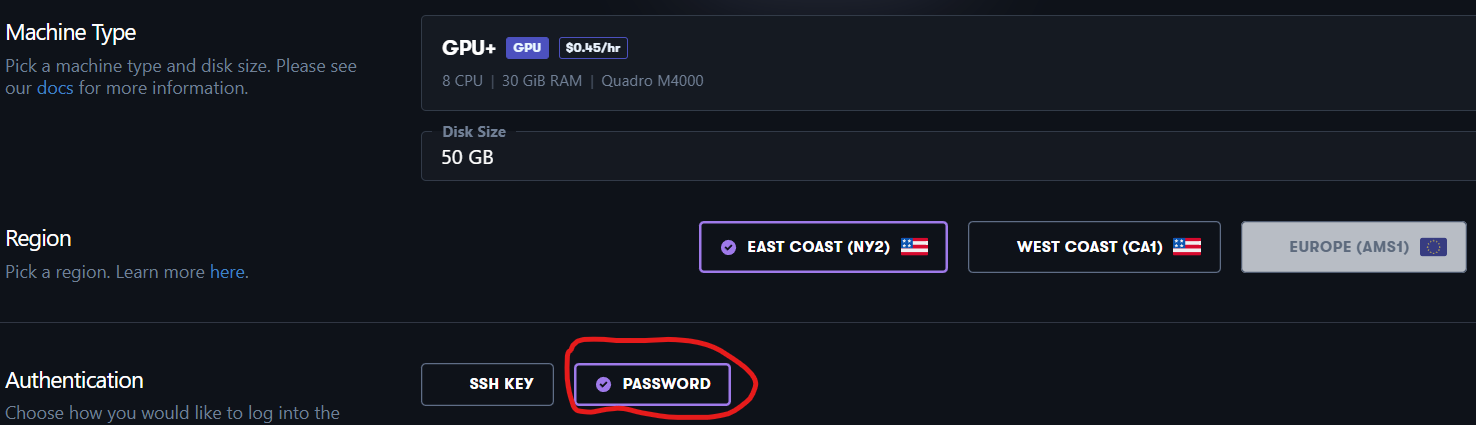 Machine Type
Pick a machine type and disk size. Please see
our docs for more information.
GPU+ GPU $0.45/hr
8 CPU | 30 GiB RAM | Quadro M4000
Disk Size
50 GB
Region
Pick a region. Learn more here.
EAST COAST (NY2)
WEST COAST (CA1)
EUROPE (AMS1)
Authentication
Choose how you would like to log into the
SSH KEY
PASSWORD